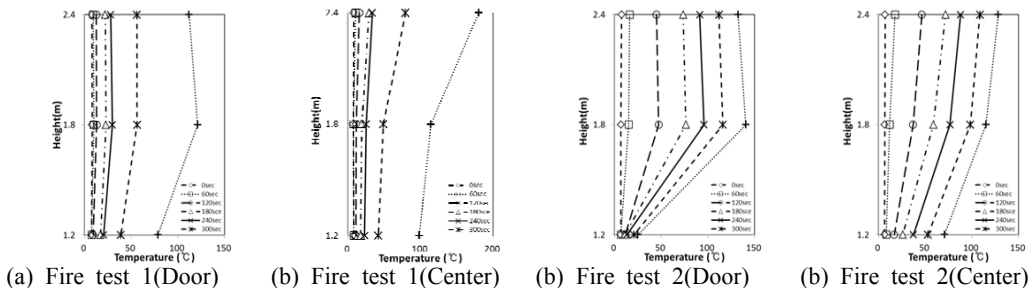 2.4
1.8
1.2
Height(m)
0 50 100 150
Temperature (℃)
0sec
60sec
120sec
180sce
240sec
300sec
(a) Fire test 1(Door)
7.4
1.8
1.2
Height(m)
0 100 200
Temperature (℃)
0sec
60sec
120sec
180sec
240sec
300sec
(b) Fire test 1(Center)
2.4
1.8
1.2
Height(m)
0 50 100 150
Temperature (℃)
0sec
60sec
120sec
180sce
240sec
300sec
(b) Fire test 2(Door)
2.4
1.8
1.2
Height(m)
0 50 100 150
Temperature (℃)
0sec
60sec
120sec
180sce
240sec
300sec
(b) Fire test 2(Center)